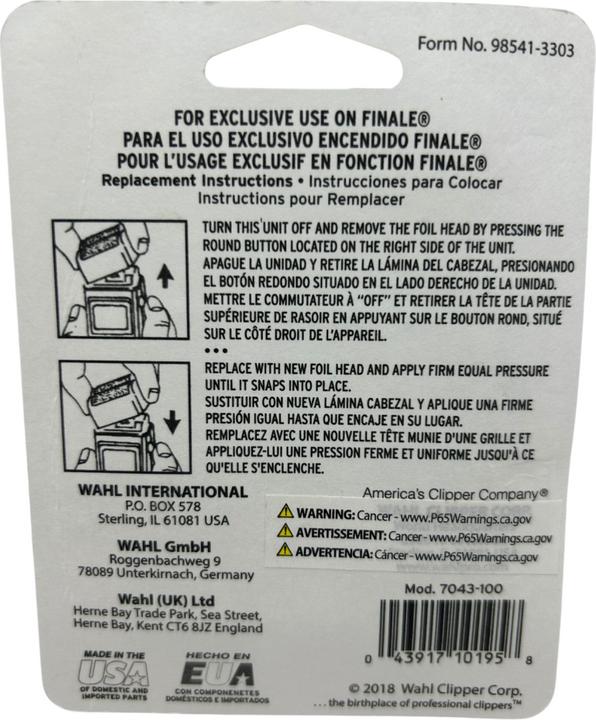 Form No. 98541-3303
FOR EXCLUSIVE USE ON FINALE®
PARA EL USO EXCLUSIVO ENCENDIDO FINALE®
POUR L'USAGE EXCLUSIF EN FONCTION FINALE®
Replacement Instructions • Instrucciones para Colocar
Instructions pour Remplacer
TURN THIS UNIT OFF AND REMOVE THE FOIL HEAD BY PRESSING THE
ROUND BUTTON LOCATED ON THE RIGHT SIDE OF THE UNIT.
APAGUE LA UNIDAD Y RETIRE LA LÁMINA DEL CABEZAL, PRESIONANDO
EL BOTÓN REDONDO SITUADO EN EL LADO DERECHO DE LA UNIDAD.
METTRE LE COMMUTATEUR À "OFF" ET RETIRER LA TÊTE DE LA PARTIE
SUPÉRIEURE DE RASOIR EN APPUYANT SUR LE BOUTON ROND, SITUÉ
SUR LE CÔTÉ DROIT DE L'APPAREIL.
•••
REPLACE WITH NEW FOIL HEAD AND APPLY FIRM EQUAL PRESSURE
UNTIL IT SNAPS INTO PLACE.
SUSTITUIR CON NUEVA LÁMINA CABEZAL Y APLIQUE UNA FIRME
PRESIÓN IGUAL HASTA QUE ENCAJE EN SU LUGAR.
REMPLACEZ AVEC UNE NOUVELLE TÊTE MUNIE D'UNE GRILLE ET
APPLIQUEZ-LUI UNE PRESSION FERME ET UNIFORME JUSQU'À CE
QU'ELLE S'ENCLENCHE.
WAHL INTERNATIONAL
P.O. BOX 578
Sterling, IL 61081 USA
WAHL GmbH
Roggenbachweg 9
78089 Unterkirnach, Germany
Wahl (UK) Ltd
Herne Bay Trade Park, Sea Street,
Herne Bay, Kent CT6 8JZ England
America's Clipper Company®
WARNING: Cancer - www.P65Warnings.ca.gov
AVERTISSEMENT: Cancer - www.P65Warnings.ca.gov
ADVERTENCIA: Cáncer - www.P65Warnings.ca.gov
Mod. 7043-100
0 43917 10195 8
MADE IN THE
USA
OF DOMESTIC AND
IMPORTED PARTS
HECHO EN
EUA
CON COMPONENETES
DOMÉSTICOS E IMPORTADOS
© 2018 Wahl Clipper Corp.
...the birthplace of professional clippers™